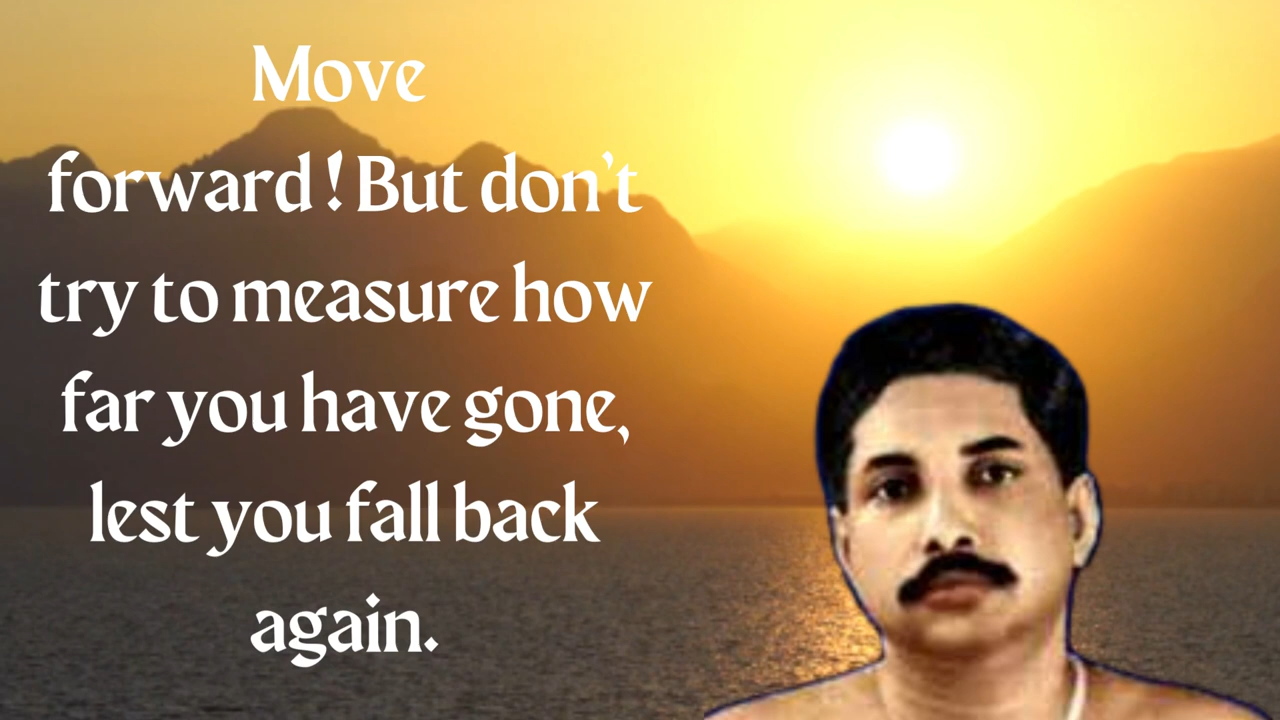 Move
forward! But don't
try to measure how
far you have gone,
lest you fall back
again.